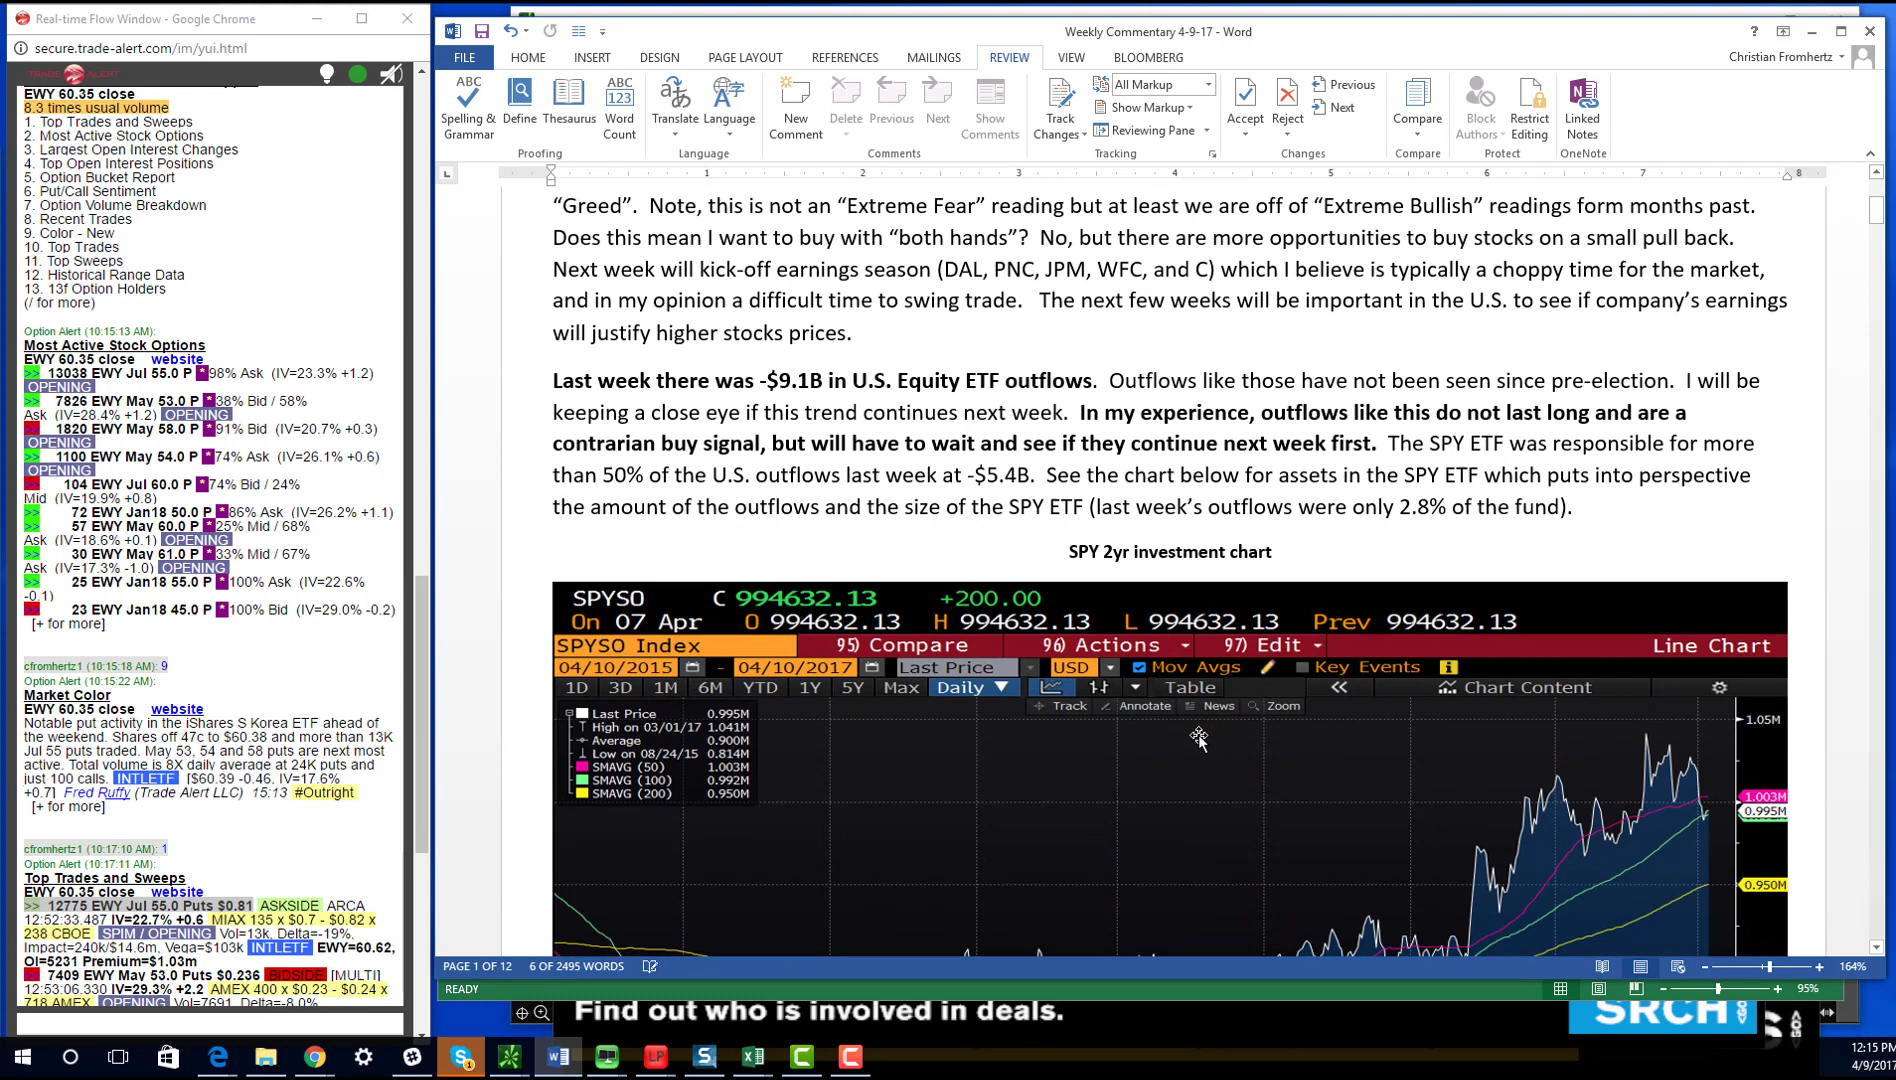 Real-time Flow Window - Google Chrome
secure.trade-alert.com/im/yui.html
TRADE ALERT
EWY 60.35 close
8.3 times usual volume
1. Top Trades and Sweeps
2. Most Active Stock Options
3. Largest Open Interest Changes
4. Top Open Interest Positions
5. Option Bucket Report
6. Put/Call Sentiment
7. Option Volume Breakdown
8. Recent Trades
9. Color - New
10. Top Trades
11. Top Sweeps
12. Historical Range Data
13. 13f Option Holders
(/ for more)
Option Alert (10:15:13 AM):
Most Active Stock Options
EWY 60.35 close website
>> 13038 EWY Jul 55.0 P * 98% Ask (IV=23.3% +1.2)
OPENING
>> 7826 EWY May 53.0 P * 38% Bid / 58%
Ask (IV=28.4% +1.2) OPENING
>> 1820 EWY May 58.0 P * 91% Bid (IV=20.7% +0.3)
OPENING
>> 1100 EWY May 54.0 P * 74% Ask (IV=26.1% +0.6)
OPENING
>> 104 EWY Jul 60.0 P * 74% Bid / 24%
Mid (IV=19.9% +0.8)
>> 72 EWY Jan18 50.0 P * 86% Ask (IV=26.2% +1.1)
>> 57 EWY May 60.0 P * 25% Mid / 68%
Ask (IV=18.6% +0.1) OPENING
>> 30 EWY May 61.0 P * 33% Mid / 67%
Ask (IV=17.3% -1.0) OPENING
>> 25 EWY Jan18 55.0 P * 100% Ask (IV=22.6%
-0.1)
>> 23 EWY Jan18 45.0 P * 100% Bid (IV=29.0% -0.2)
[+ for more]
cfromhertz1 (10:15:18 AM): 9
Option Alert (10:15:22 AM):
Market Color
EWY 60.35 close website
Notable put activity in the iShares S Korea ETF ahead of
the weekend. Shares off 47c to $60.38 and more than 13K
Jul 55 puts traded. May 53, 54 and 58 puts are next most
active. Total volume is 8X daily average at 24K puts and
just 100 calls. INTLETF [$60.39 -0.46, IV=17.6%
+0.7] Fred Ruffy (Trade Alert LLC) 15:13 #Outright
[+ for more]
cfromhertz1 (10:17:10 AM): 1
Option Alert (10:17:11 AM):
Top Trades and Sweeps
EWY 60.35 close website
>> 12775 EWY Jul 55.0 Puts $0.81 ASKSIDE ARCA
12:52:33.487 IV=22.7% +0.6 MIAX 135 x $0.7 - $0.82 x
238 CBOE SPIM / OPENING Vol=13k, Delta=-19%,
Impact=240k/$14.6m, Vega=$103k INTLETF EWY=60.62,
OI=5231 Premium=$1.03m
>> 7409 EWY May 53.0 Puts $0.236 BIDSIDE [MULTI]
12:53:06.330 IV=29.3% +2.2 AMEX 400 x $0.23 - $0.24 x
718 AMEX OPENING Vol=7691, Delta=-8.0%,
Weekly Commentary 4-9-17 - Word
FILE HOME INSERT DESIGN PAGE LAYOUT REFERENCES MAILINGS REVIEW VIEW BLOOMBERG
Christian Fromhertz
ABC Spelling & Grammar
Define
Thesaurus
ABC 123 Word Count
Translate
Language
New Comment
Delete
Previous
Next
Show Comments
Track Changes
All Markup
Show Markup
Reviewing Pane
Accept
Reject
Previous
Next
Compare
Block Authors
Restrict Editing
Linked Notes
Proofing Language Comments Tracking Changes Compare Protect OneNote
1 2 3 4 5 6 7 8
“Greed”. Note, this is not an “Extreme Fear” reading but at least we are off of “Extreme Bullish” readings form months past.
Does this mean I want to buy with “both hands”? No, but there are more opportunities to buy stocks on a small pull back.
Next week will kick-off earnings season (DAL, PNC, JPM, WFC, and C) which I believe is typically a choppy time for the market,
and in my opinion a difficult time to swing trade. The next few weeks will be important in the U.S. to see if company’s earnings
will justify higher stocks prices.
Last week there was -$9.1B in U.S. Equity ETF outflows. Outflows like those have not been seen since pre-election. I will be
keeping a close eye if this trend continues next week. In my experience, outflows like this do not last long and are a
contrarian buy signal, but will have to wait and see if they continue next week first. The SPY ETF was responsible for more
than 50% of the U.S. outflows last week at -$5.4B. See the chart below for assets in the SPY ETF which puts into perspective
the amount of the outflows and the size of the SPY ETF (last week’s outflows were only 2.8% of the fund).
SPY 2yr investment chart
SPYSO C 994632.13 +200.00
On 07 Apr O 994632.13 H 994632.13 L 994632.13 Prev 994632.13
SPYSO Index 95) Compare 96) Actions 97) Edit Line Chart
04/10/2015 - 04/10/2017 Last Price USD Mov Avgs Key Events
1D 3D 1M 6M YTD 1Y 5Y Max Daily ▼ Table « Chart Content
Track Annotate News Zoom
Last Price 0.995M
High on 03/01/17 1.041M
Average 0.900M
Low on 08/24/15 0.814M
SMAVG (50) 1.003M
SMAVG (100) 0.992M
SMAVG (200) 0.950M
1.05M
1.003M
0.995M
0.950M
PAGE 1 OF 12 6 OF 2495 WORDS 164%
READY 95%
Find out who is involved in deals. SRCH <GO>
12:15 PM
4/9/2017